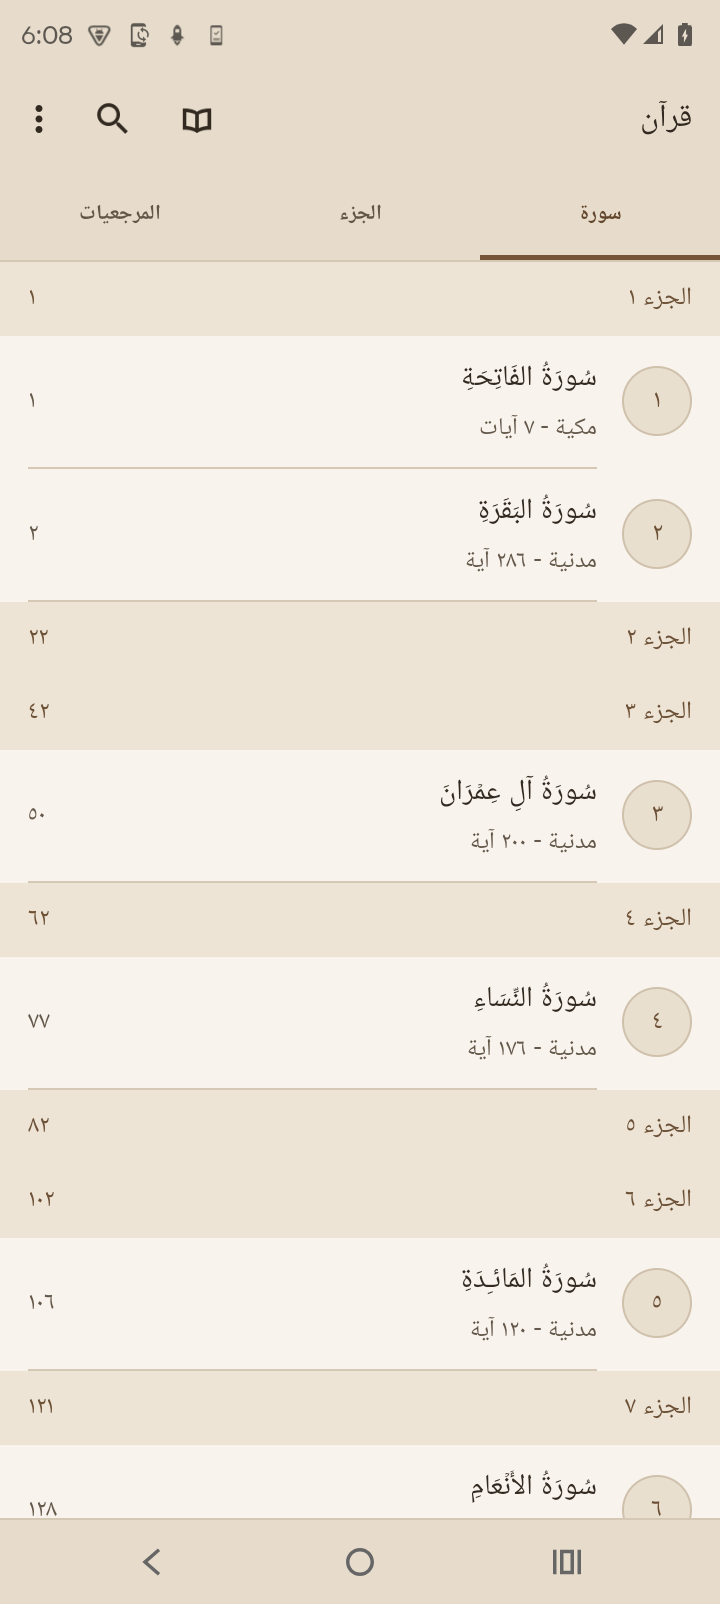 6:08
قرآن
سورة
الجزء
المرجعيات
الجزء ١ ١
١ سُورَةُ الفَاتِحَةِ ١
مكية - ٧ آيات
٢ سُورَةُ البَقَرَةِ ٢
مدنية - ٢٨٦ آية
الجزء ٢ ٢٢
الجزء ٣ ٤٢
٣ سُورَةُ آلِ عِمۡرَانَ ٥٠
مدنية - ٢٠٠ آية
الجزء ٤ ٦٢
٤ سُورَةُ النِّسَاءِ ٧٧
مدنية - ١٧٦ آية
الجزء ٥ ٨٢
الجزء ٦ ١٠٢
٥ سُورَةُ المَائـِدَةِ ١٠٦
مدنية - ١٢٠ آية
الجزء ٧ ١٢١
٦ سُورَةُ الأَنۡعَامِ ١٢٨